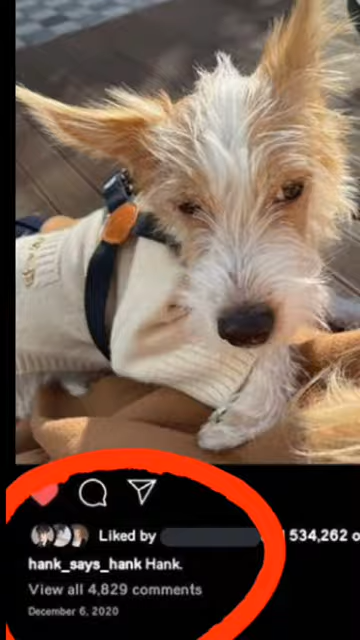 Liked by
534,262 o
hank_says_hank Hank.
View all 4,829 comments
December 6, 2020